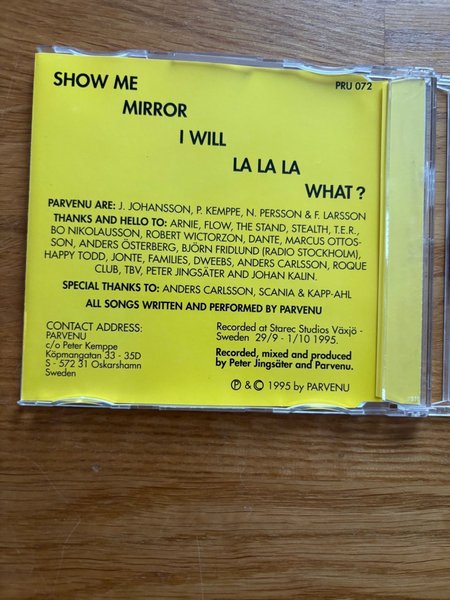 SHOW ME
PRU 072
MIRROR
I WILL
LA LA LA
WHAT?
PARVENU ARE: J. JOHANSSON, P. KEMPPE, N. PERSSON & F. LARSSON
THANKS AND HELLO TO: ARNIE, FLOW, THE STAND, STEALTH, T.E.R.,
BO NIKOLAUSSON, ROBERT WICTORZON, DANTE, MARCUS OTTOS-
SON, ANDERS ÖSTERBERG, BJÖRN FRIDLUND (RADIO STOCKHOLM),
HAPPY TODD, JONTE, FAMILIES, DWEEBS, ANDERS CARLSSON, ROQUE
CLUB, TBV, PETER JINGSÄTER AND JOHAN KALIN.
SPECIAL THANKS TO: ANDERS CARLSSON, SCANIA & KAPP-AHL
ALL SONGS WRITTEN AND PERFORMED BY PARVENU
CONTACT ADDRESS:
PARVENU
c/o Peter Kemppe
Köpmangatan 33 - 35D
S - 572 31 Oskarshamn
Sweden
Recorded at Starec Studios Växjö -
Sweden 29/9 - 1/10 1995.
Recorded, mixed and produced
by Peter Jingsäter and Parvenu.
℗ & © 1995 by PARVENU